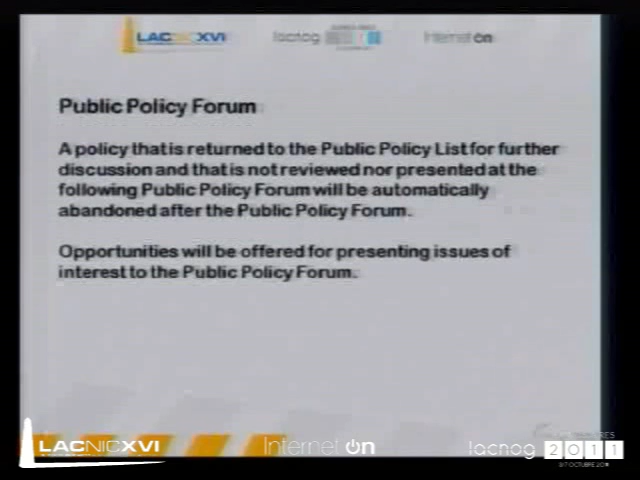 LACNICXVI
lacnog
Internet on
Public Policy Forum
A policy that is returned to the Public Policy List for further
discussion and that is not reviewed nor presented at the
following Public Policy Forum will be automatically
abandoned after the Public Policy Forum.
Opportunities will be offered for presenting issues of
interest to the Public Policy Forum.
LACNICXVI
Internet on
lacnog 2011